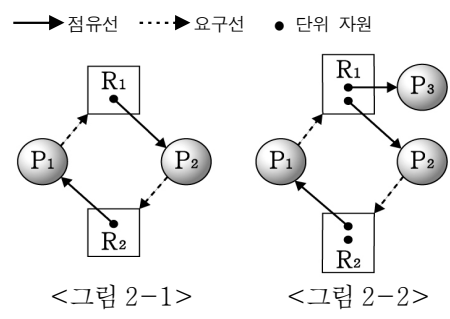 점유선 요구선 단위 자원
R1 R1
P3
P1 P2 P1 P2
R2 R2
<그림 2-1> <그림 2-2>